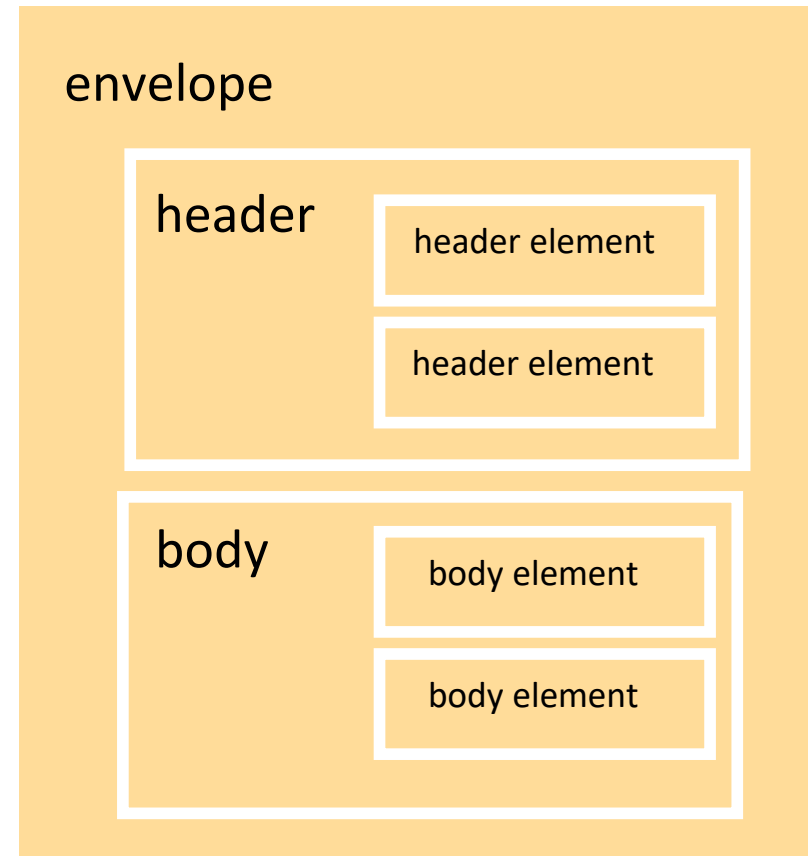 envelope
header
header element
header element
body
body element
body element